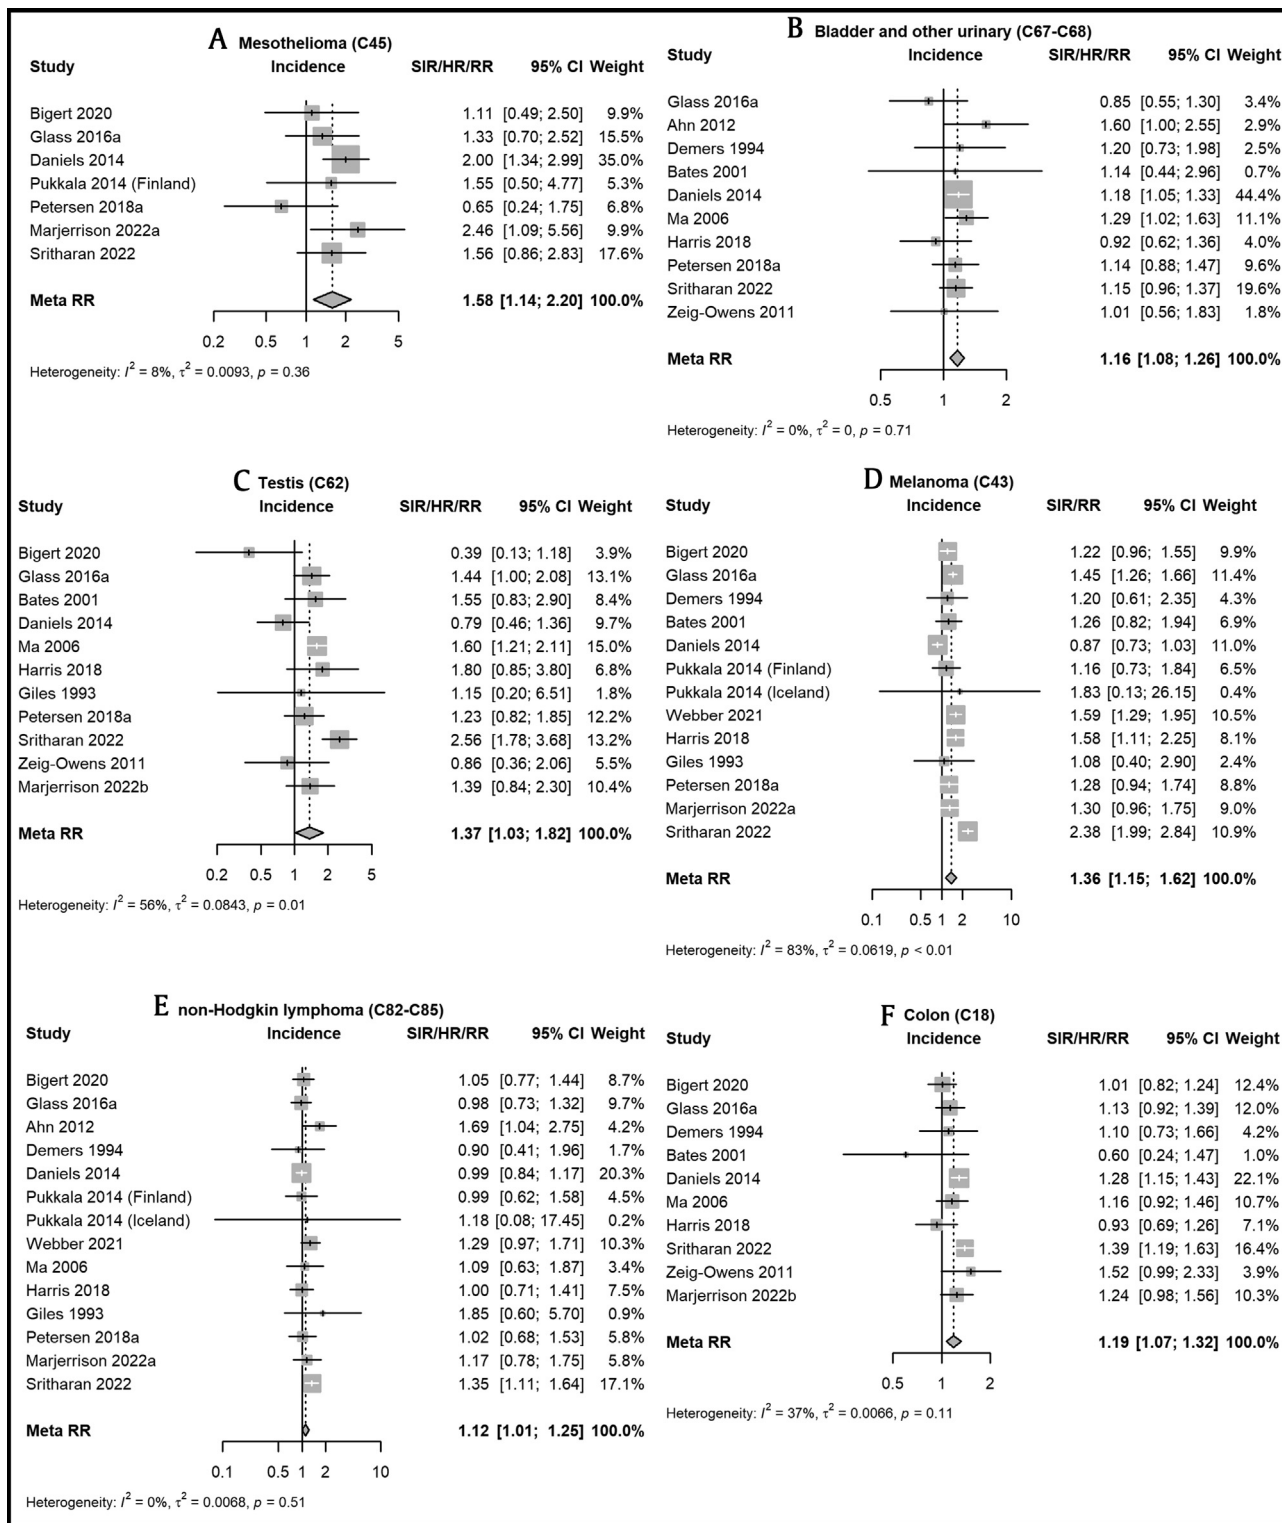 A Mesothelioma (C45)
Study Incidence SIR/HR/RR 95% CI Weight
Bigert 2020 1.11 [0.49; 2.50] 9.9%
Glass 2016a 1.33 [0.70; 2.52] 15.5%
Daniels 2014 2.00 [1.34; 2.99] 35.0%
Pukkala 2014 (Finland) 1.55 [0.50; 4.77] 5.3%
Petersen 2018a 0.65 [0.24; 1.75] 6.8%
Marjerrison 2022a 2.46 [1.09; 5.56] 9.9%
Sritharan 2022 1.56 [0.86; 2.83] 17.6%
Meta RR 1.58 [1.14; 2.20] 100.0%
0.2 0.5 1 2 5
Heterogeneity: I² = 8%, τ² = 0.0093, p = 0.36
B Bladder and other urinary (C67-C68)
Study Incidence SIR/HR/RR 95% CI Weight
Glass 2016a 0.85 [0.55; 1.30] 3.4%
Ahn 2012 1.60 [1.00; 2.55] 2.9%
Demers 1994 1.20 [0.73; 1.98] 2.5%
Bates 2001 1.14 [0.44; 2.96] 0.7%
Daniels 2014 1.18 [1.05; 1.33] 44.4%
Ma 2006 1.29 [1.02; 1.63] 11.1%
Harris 2018 0.92 [0.62; 1.36] 4.0%
Petersen 2018a 1.14 [0.88; 1.47] 9.6%
Sritharan 2022 1.15 [0.96; 1.37] 19.6%
Zeig-Owens 2011 1.01 [0.56; 1.83] 1.8%
Meta RR 1.16 [1.08; 1.26] 100.0%
0.5 1 2
Heterogeneity: I² = 0%, τ² = 0, p = 0.71
C Testis (C62)
Study Incidence SIR/HR/RR 95% CI Weight
Bigert 2020 0.39 [0.13; 1.18] 3.9%
Glass 2016a 1.44 [1.00; 2.08] 13.1%
Bates 2001 1.55 [0.83; 2.90] 8.4%
Daniels 2014 0.79 [0.46; 1.36] 9.7%
Ma 2006 1.60 [1.21; 2.11] 15.0%
Harris 2018 1.80 [0.85; 3.80] 6.8%
Giles 1993 1.15 [0.20; 6.51] 1.8%
Petersen 2018a 1.23 [0.82; 1.85] 12.2%
Sritharan 2022 2.56 [1.78; 3.68] 13.2%
Zeig-Owens 2011 0.86 [0.36; 2.06] 5.5%
Marjerrison 2022b 1.39 [0.84; 2.30] 10.4%
Meta RR 1.37 [1.03; 1.82] 100.0%
0.2 0.5 1 2 5
Heterogeneity: I² = 56%, τ² = 0.0843, p = 0.01
D Melanoma (C43)
Study Incidence SIR/RR 95% CI Weight
Bigert 2020 1.22 [0.96; 1.55] 9.9%
Glass 2016a 1.45 [1.26; 1.66] 11.4%
Demers 1994 1.20 [0.61; 2.35] 4.3%
Bates 2001 1.26 [0.82; 1.94] 6.9%
Daniels 2014 0.87 [0.73; 1.03] 11.0%
Pukkala 2014 (Finland) 1.16 [0.73; 1.84] 6.5%
Pukkala 2014 (Iceland) 1.83 [0.13; 26.15] 0.4%
Webber 2021 1.59 [1.29; 1.95] 10.5%
Harris 2018 1.58 [1.11; 2.25] 8.1%
Giles 1993 1.08 [0.40; 2.90] 2.4%
Petersen 2018a 1.28 [0.94; 1.74] 8.8%
Marjerrison 2022a 1.30 [0.96; 1.75] 9.0%
Sritharan 2022 2.38 [1.99; 2.84] 10.9%
Meta RR 1.36 [1.15; 1.62] 100.0%
0.1 0.5 1 2 10
Heterogeneity: I² = 83%, τ² = 0.0619, p < 0.01
E non-Hodgkin lymphoma (C82-C85)
Study Incidence SIR/HR/RR 95% CI Weight
Bigert 2020 1.05 [0.77; 1.44] 8.7%
Glass 2016a 0.98 [0.73; 1.32] 9.7%
Ahn 2012 1.69 [1.04; 2.75] 4.2%
Demers 1994 0.90 [0.41; 1.96] 1.7%
Daniels 2014 0.99 [0.84; 1.17] 20.3%
Pukkala 2014 (Finland) 0.99 [0.62; 1.58] 4.5%
Pukkala 2014 (Iceland) 1.18 [0.08; 17.45] 0.2%
Webber 2021 1.29 [0.97; 1.71] 10.3%
Ma 2006 1.09 [0.63; 1.87] 3.4%
Harris 2018 1.00 [0.71; 1.41] 7.5%
Giles 1993 1.85 [0.60; 5.70] 0.9%
Petersen 2018a 1.02 [0.68; 1.53] 5.8%
Marjerrison 2022a 1.17 [0.78; 1.75] 5.8%
Sritharan 2022 1.35 [1.11; 1.64] 17.1%
Meta RR 1.12 [1.01; 1.25] 100.0%
0.1 0.5 1 2 10
Heterogeneity: I² = 0%, τ² = 0.0068, p = 0.51
F Colon (C18)
Study Incidence SIR/HR/RR 95% CI Weight
Bigert 2020 1.01 [0.82; 1.24] 12.4%
Glass 2016a 1.13 [0.92; 1.39] 12.0%
Demers 1994 1.10 [0.73; 1.66] 4.2%
Bates 2001 0.60 [0.24; 1.47] 1.0%
Daniels 2014 1.28 [1.15; 1.43] 22.1%
Ma 2006 1.16 [0.92; 1.46] 10.7%
Harris 2018 0.93 [0.69; 1.26] 7.1%
Sritharan 2022 1.39 [1.19; 1.63] 16.4%
Zeig-Owens 2011 1.52 [0.99; 2.33] 3.9%
Marjerrison 2022b 1.24 [0.98; 1.56] 10.3%
Meta RR 1.19 [1.07; 1.32] 100.0%
0.5 1 2
Heterogeneity: I² = 37%, τ² = 0.0066, p = 0.11